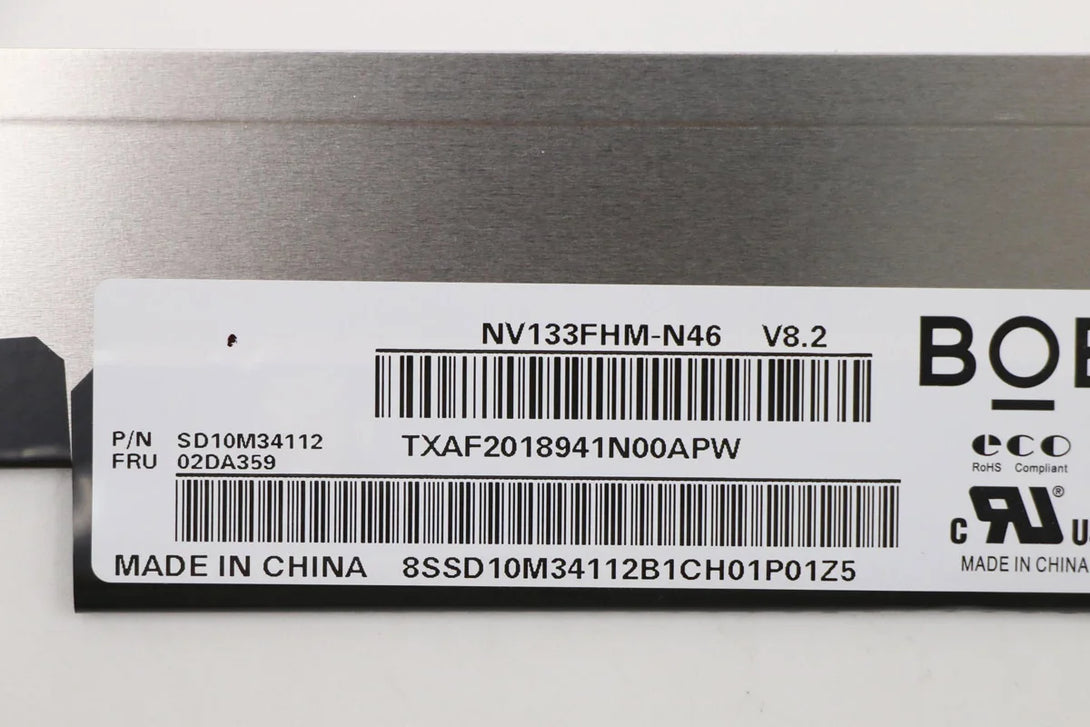 NV133FHM-N46 V8.2
BOE
P/N SD10M34112
TXAF2018941N00APW
FRU 02DA359
eco
RoHS Compliant
C RU ® U
MADE IN CHINA 8SSD10M34112B1CH01P01Z5
MADE IN CHINA